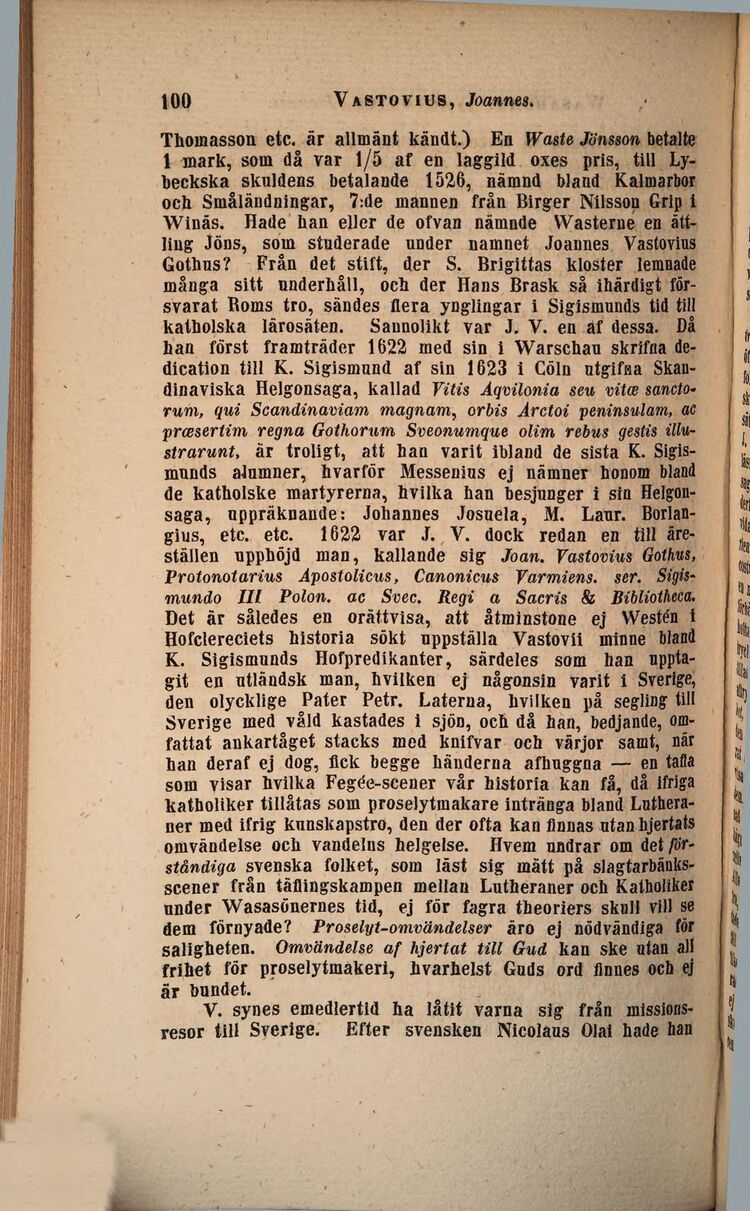 100 VASTOVIUS, Joannes.
Thomasson etc. är allmänt kändt.) En Waste Jönsson betalte
1 mark, som då var 1/5 af en laggild oxes pris, till Ly-
beckska skuldens betalande 1526, nämnd bland Kalmarbor
och Småländningar, 7:de mannen från Birger Nilsson Grip i
Winäs. Hade han eller de ofvan nämnde Wasterne en ätt-
ling Jöns, som studerade under namnet Joannes Vastovius
Gothus? Från det stift, der S. Brigittas kloster lemnade
många sitt underhåll, och der Hans Brask så ihärdigt för-
svarat Roms tro, sändes flera ynglingar i Sigismunds tid till
katholska lärosäten. Sannolikt var J. V. en af dessa. Då
han först framträder 1622 med sin i Warschau skrifna de-
dication till K. Sigismund af sin 1623 i Cöln utgifna Skan-
dinaviska Helgonsaga, kallad Vitis Aqvilonia seu vitæ sancto-
rum, qui Scandinaviam magnam, orbis Arctoi peninsulam, ac
præsertim regna Gothorum Sveonumque olim rebus gestis illu-
strarunt, är troligt, att han varit ibland de sista K. Sigis-
munds alumner, hvarför Messenius ej nämner honom bland
de katholske martyrerna, hvilka han besjunger i sin Helgon-
saga, uppräknande: Johannes Josuela, M. Laur. Borlan-
gius, etc. etc. 1622 var J. V. dock redan en till äre-
ställen upphöjd man, kallande sig Joan. Vastovius Gothus,
Protonotarius Apostolicus, Canonicus Varmiens. ser. Sigis-
mundo III Polon. ac Svec. Regi a Sacris & Bibliotheca.
Det är således en orättvisa, att åtminstone ej Westén i
Hofclereciets historia sökt uppställa Vastovii minne bland
K. Sigismunds Hofpredikanter, särdeles som han uppta-
git en utländsk man, hvilken ej någonsin varit i Sverige,
den olycklige Pater Petr. Laterna, hvilken på segling till
Sverige med våld kastades i sjön, och då han, bedjande, om-
fattat ankartåget stacks med knifvar och värjor samt, när
han deraf ej dog, fick begge händerna afhuggna — en tafla
som visar hvilka Fegée-scener vår historia kan få, då ifriga
katholiker tillåtas som proselytmakare intränga bland Luthera-
ner med ifrig kunskapstro, den der ofta kan finnas utan hjertats
omvändelse och vandelns helgelse. Hvem undrar om det för-
ståndiga svenska folket, som läst sig mätt på slagtarbänks-
scener från täflingskampen mellan Lutheraner och Katholiker
under Wasasönernes tid, ej för fagra theoriers skull vill se
dem förnyade? Proselyt-omvändelser äro ej nödvändiga för
saligheten. Omvändelse af hjertat till Gud kan ske utan all
frihet för proselytmakeri, hvarhelst Guds ord finnes och ej
är bundet.
V. synes emedlertid ha låtit varna sig från missions-
resor till Sverige. Efter svensken Nicolaus Olai hade han